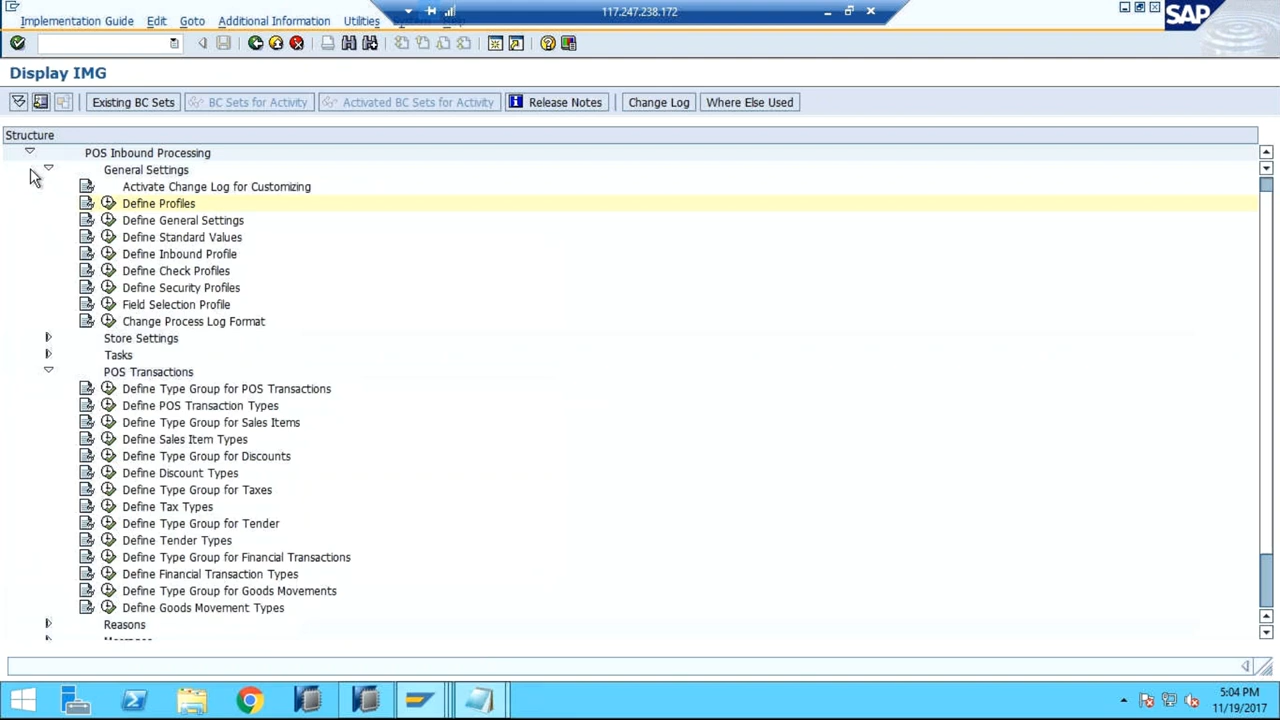 117.247.238.172
Implementation Guide Edit Goto Additional Information Utilities
SAP
Display IMG
Existing BC Sets BC Sets for Activity Activated BC Sets for Activity Release Notes Change Log Where Else Used
Structure
POS Inbound Processing
General Settings
Activate Change Log for Customizing
Define Profiles
Define General Settings
Define Standard Values
Define Inbound Profile
Define Check Profiles
Define Security Profiles
Field Selection Profile
Change Process Log Format
Store Settings
Tasks
POS Transactions
Define Type Group for POS Transactions
Define POS Transaction Types
Define Type Group for Sales Items
Define Sales Item Types
Define Type Group for Discounts
Define Discount Types
Define Type Group for Taxes
Define Tax Types
Define Type Group for Tender
Define Tender Types
Define Type Group for Financial Transactions
Define Financial Transaction Types
Define Type Group for Goods Movements
Define Goods Movement Types
Reasons
5:04 PM
11/19/2017